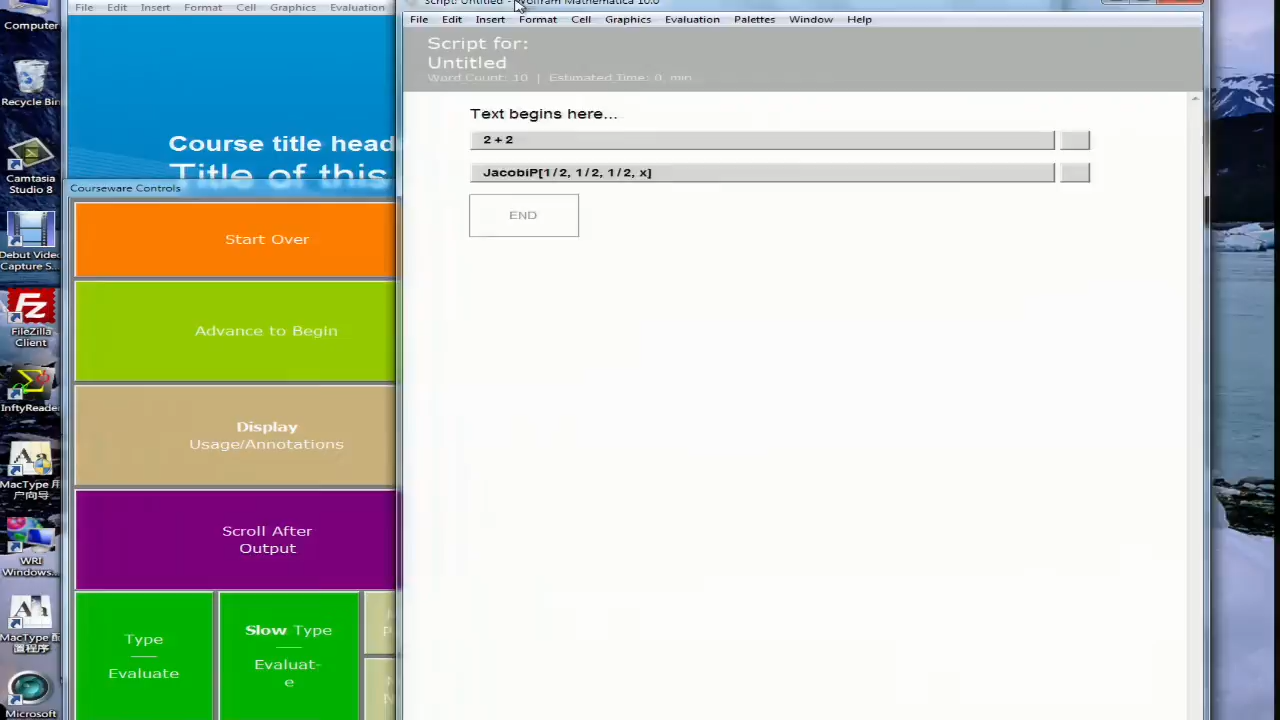 Computer
Recycle Bin
Camtasia
Studio 8
Debut Video
Capture S...
FileZilla
Client
InftyReade
MacType 用
户向导
WRI
Windows...
MacType 配
置程序
Microsoft
File Edit Insert Format Cell Graphics Evaluation
Course title head
Title of this
Courseware Controls
Start Over
Advance to Begin
Display
Usage/Annotations
Scroll After
Output
Type
Evaluate
Slow Type
Evaluat-
e
Script: Untitled - Wolfram Mathematica 10.0
File Edit Insert Format Cell Graphics Evaluation Palettes Window Help
Script for:
Untitled
Word Count: 10 | Estimated Time: 0. min
Text begins here...
2 + 2
JacobiP[1/2, 1/2, 1/2, x]
END